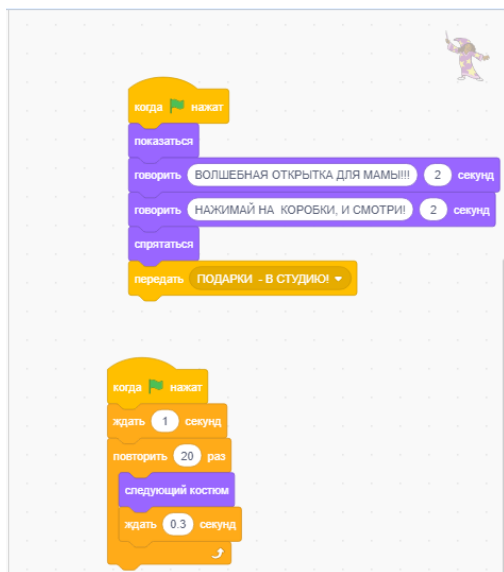 когда нажат
показаться
говорить ВОЛШЕБНАЯ ОТКРЫТКА ДЛЯ МАМЫ!!! 2 секунд
говорить НАЖИМАЙ НА КОРОБКИ, И СМОТРИ! 2 секунд
спрятаться
передать ПОДАРКИ - В СТУДИЮ!
когда нажат
ждать 1 секунд
повторить 20 раз
следующий костюм
ждать 0.3 секунд